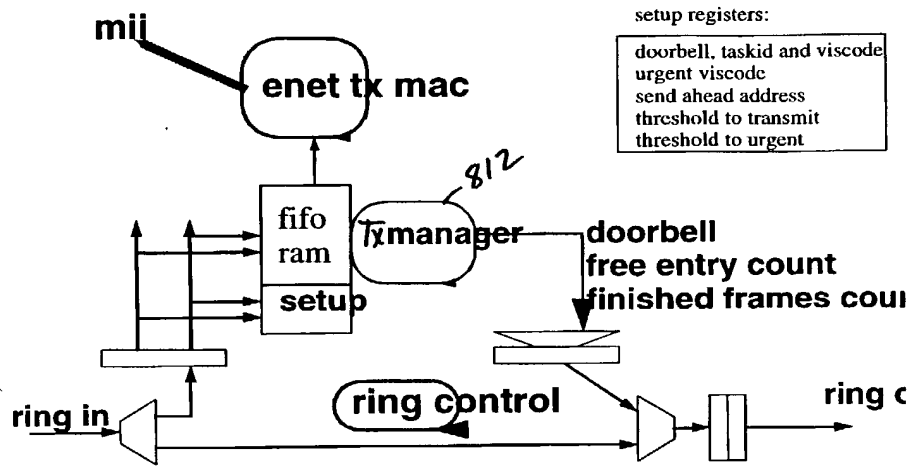 setup registers:
mii
doorbell, taskid and viscode
urgent viscode
enet tx mac
send ahead address
threshold to transmit
threshold to urgent
812
fifo
ram
Txmanager
doorbell
free entry count
setup
finished frames cou
ring control
ring in
ring o